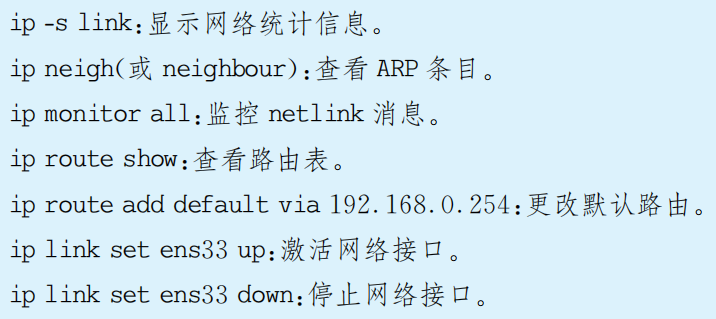 ip -s link:显示网络统计信息。
ip neigh(或 neighbour):查看 ARP 条目。
ip monitor all:监控 netlink 消息。
ip route show:查看路由表。
ip route add default via 192.168.0.254:更改默认路由。
ip link set ens33 up:激活网络接口。
ip link set ens33 down:停止网络接口。